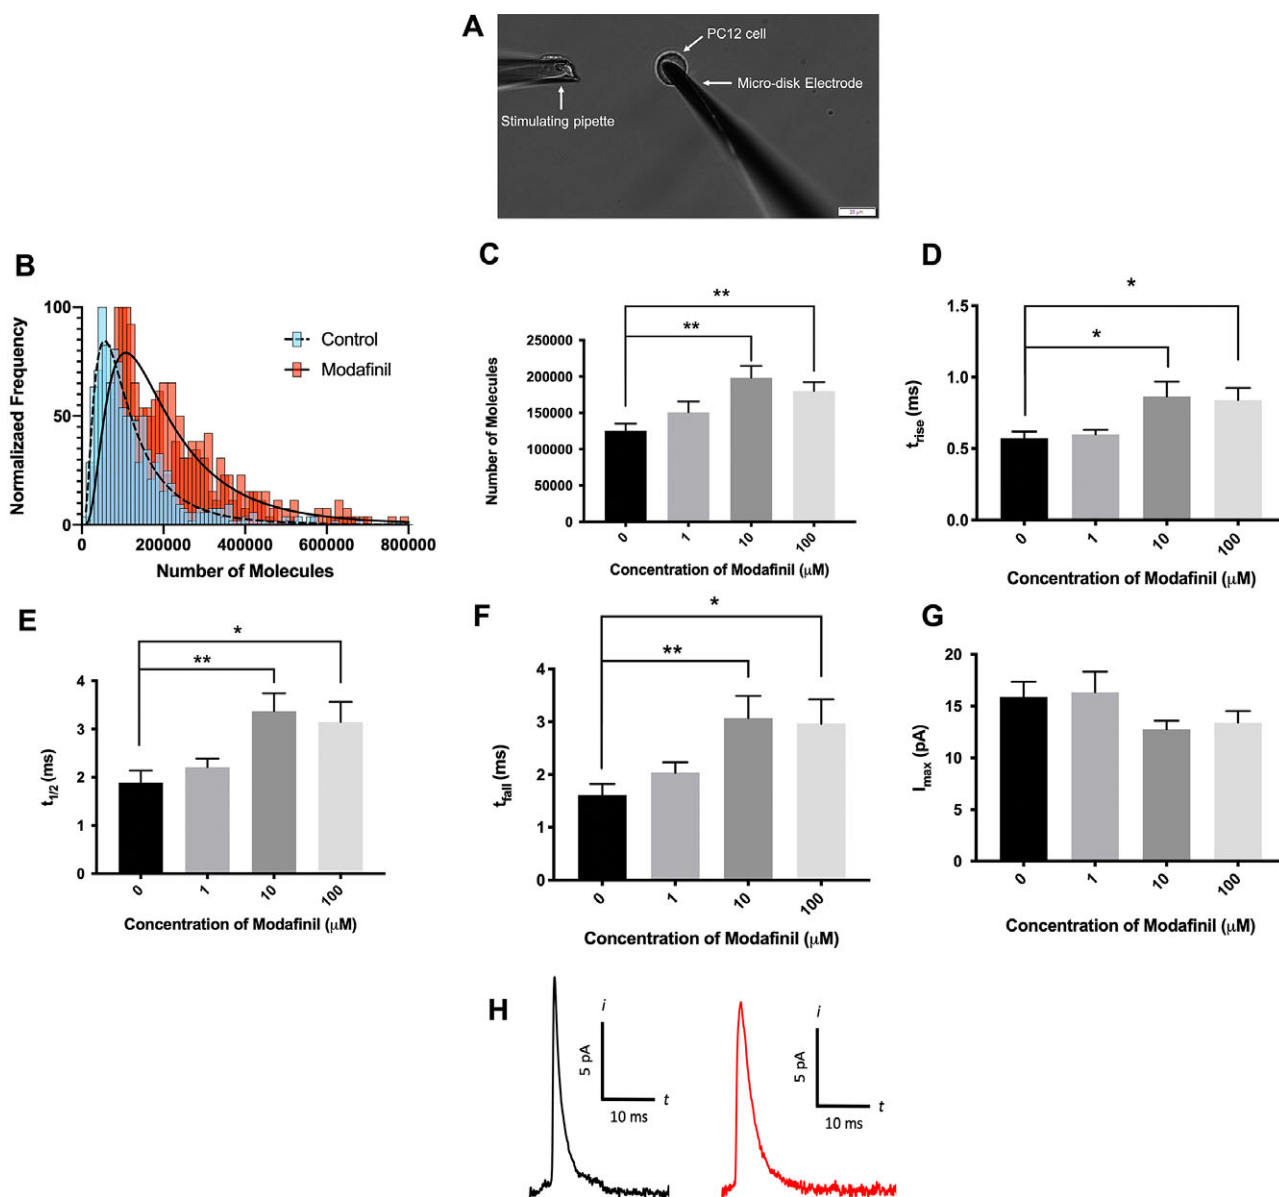 A
PC12 cell
Micro-disk Electrode
Stimulating pipette
20 μm
B
Normalizaed Frequency
100
50
0
Control
Modafinil
0
200000
400000
600000
800000
Number of Molecules
C
**
**
Number of Molecules
250000
200000
150000
100000
50000
0
0
1
10
100
Concentration of Modafinil (μM)
D
*
*
t_rise (ms)
1.5
1.0
0.5
0.0
0
1
10
100
Concentration of Modafinil (μM)
E
*
**
t_1/2 (ms)
4
3
2
1
0
0
1
10
100
Concentration of Modafinil (μM)
F
*
**
t_fall (ms)
4
3
2
1
0
0
1
10
100
Concentration of Modafinil (μM)
G
I_max (pA)
20
15
10
5
0
0
1
10
100
Concentration of Modafinil (μM)
H
i
5 pA
t
10 ms
i
5 pA
t
10 ms